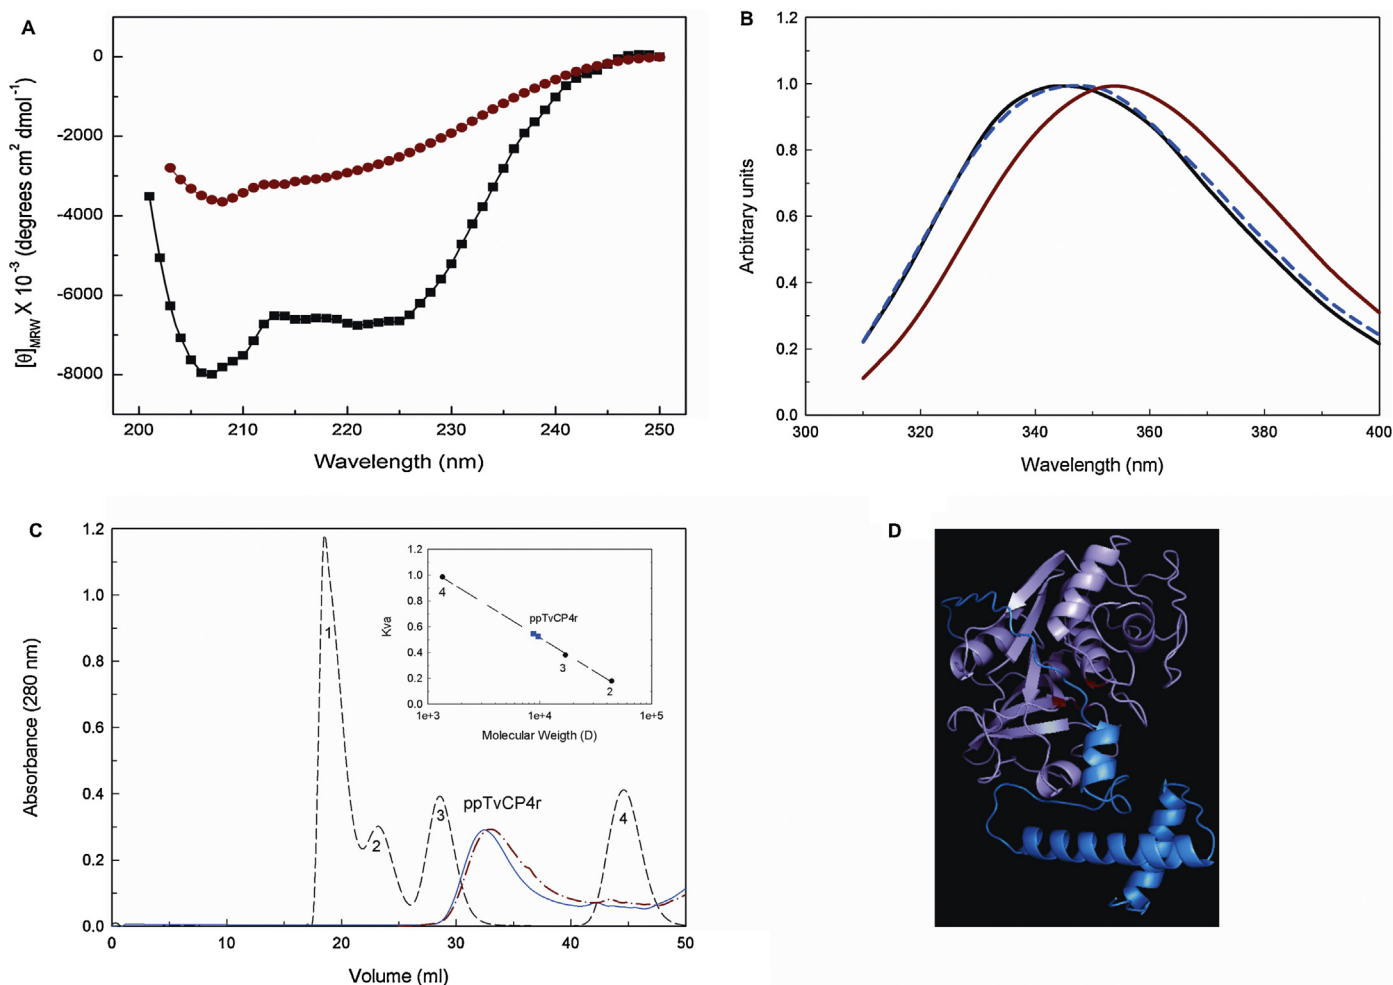 A
0
-2000
-4000
-6000
-8000
[θ]MRW X 10⁻³ (degrees cm² dmol⁻¹)
200 210 220 230 240 250
Wavelength (nm)
B
1.2
1.0
0.8
0.6
0.4
0.2
0.0
Arbitrary units
300 320 340 360 380 400
Wavelength (nm)
C
1.2
1.0
0.8
0.6
0.4
0.2
0.0
Absorbance (280 nm)
0 10 20 30 40 50
Volume (ml)
1
2
3
ppTvCP4r
4
1.2
1.0
0.8
0.6
0.4
0.2
0.0
Kva
4
ppTvCP4r
3
2
1e+3 1e+4 1e+5
Molecular Weigth (D)
D